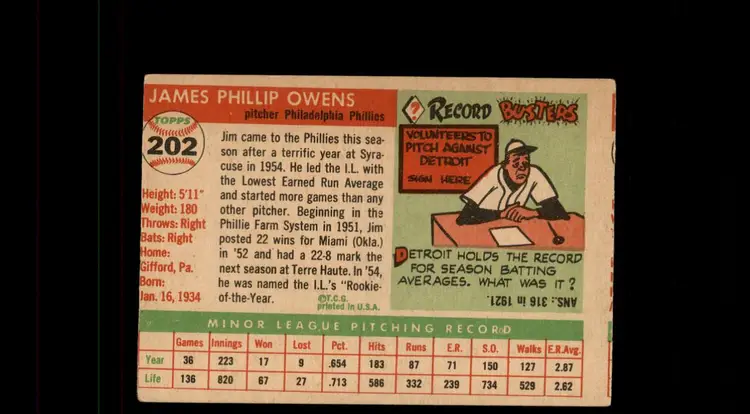 JAMES PHILLIP OWENS
pitcher Philadelphia Phillies
TOPPS
202
Height: 5'11"
Weight: 180
Throws: Right
Bats: Right
Home:
Gifford, Pa.
Born:
Jan. 16, 1934
Jim came to the Phillies this sea-
son after a terrific year at Syra-
cuse in 1954. He led the I.L. with
the Lowest Earned Run Average
and started more games than any
other pitcher. Beginning in the
Phillie Farm System in 1951, Jim
posted 22 wins for Miami (Okla.)
in '52 and had a 22-8 mark the
next season at Terre Haute. In '54,
he was named the I.L.'s "Rookie-
of-the-Year.
©T.C.G.
printed in U.S.A.
? RECORD BUSTERS
VOLUNTEERS TO
PITCH AGAINST
DETROIT
SIGN HERE
DETROIT HOLDS THE RECORD
FOR SEASON BATTING
AVERAGES. WHAT WAS IT?
ANS.: .316 in 1921.
MINOR LEAGUE PITCHING RECORD
Games Innings Won Lost Pct. Hits Runs E.R. S.O. Walks E.R.Avg.
Year 36 223 17 9 .654 183 87 71 150 127 2.87
Life 136 820 67 27 .713 586 332 239 734 529 2.62